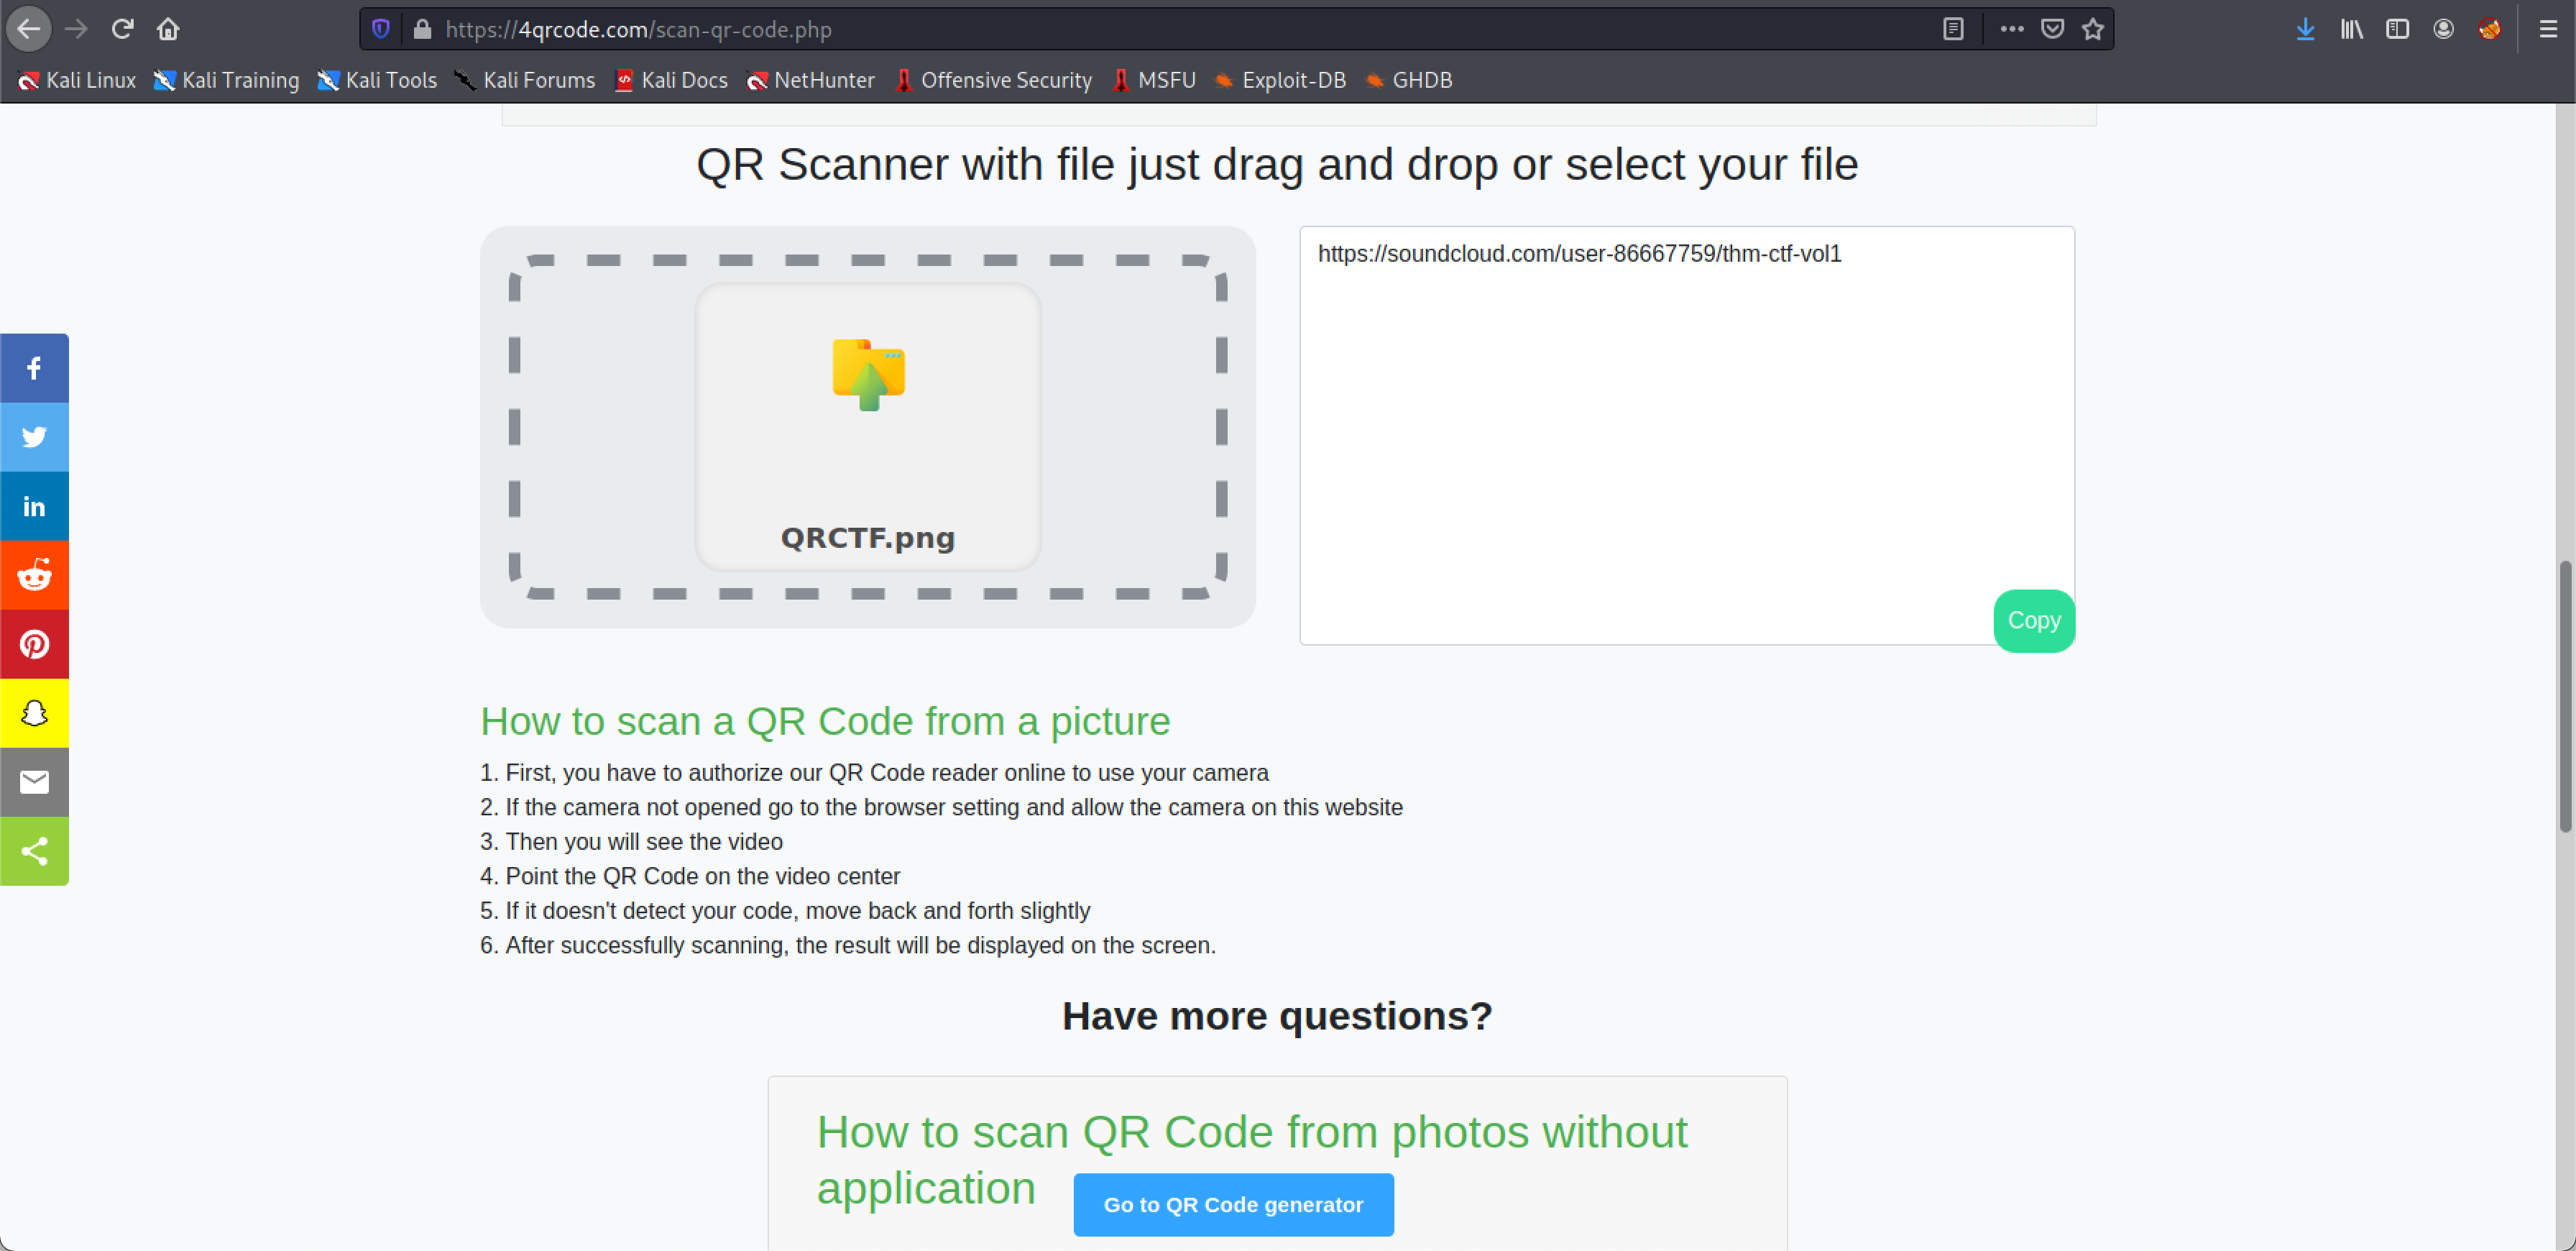 https://4qrcode.com/scan-qr-code.php
Kali Linux Kali Training Kali Tools Kali Forums Kali Docs NetHunter Offensive Security MSFU Exploit-DB GHDB
QR Scanner with file just drag and drop or select your file
QRCTF.png
https://soundcloud.com/user-86667759/thm-ctf-vol1
Copy
How to scan a QR Code from a picture
1. First, you have to authorize our QR Code reader online to use your camera
2. If the camera not opened go to the browser setting and allow the camera on this website
3. Then you will see the video
4. Point the QR Code on the video center
5. If it doesn't detect your code, move back and forth slightly
6. After successfully scanning, the result will be displayed on the screen.
Have more questions?
How to scan QR Code from photos without
application
Go to QR Code generator